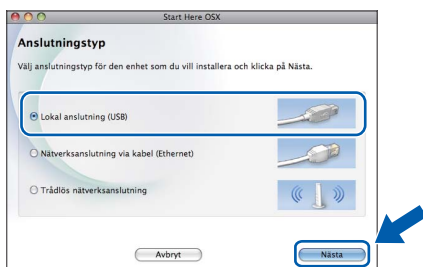 Start Here OSX
Anslutningstyp
Välj anslutningstyp för den enhet som du vill installera och klicka på Nästa.
Lokal anslutning (USB)
Nätverksanslutning via kabel (Ethernet)
Trådlös nätverksanslutning
Avbryt
Nästa